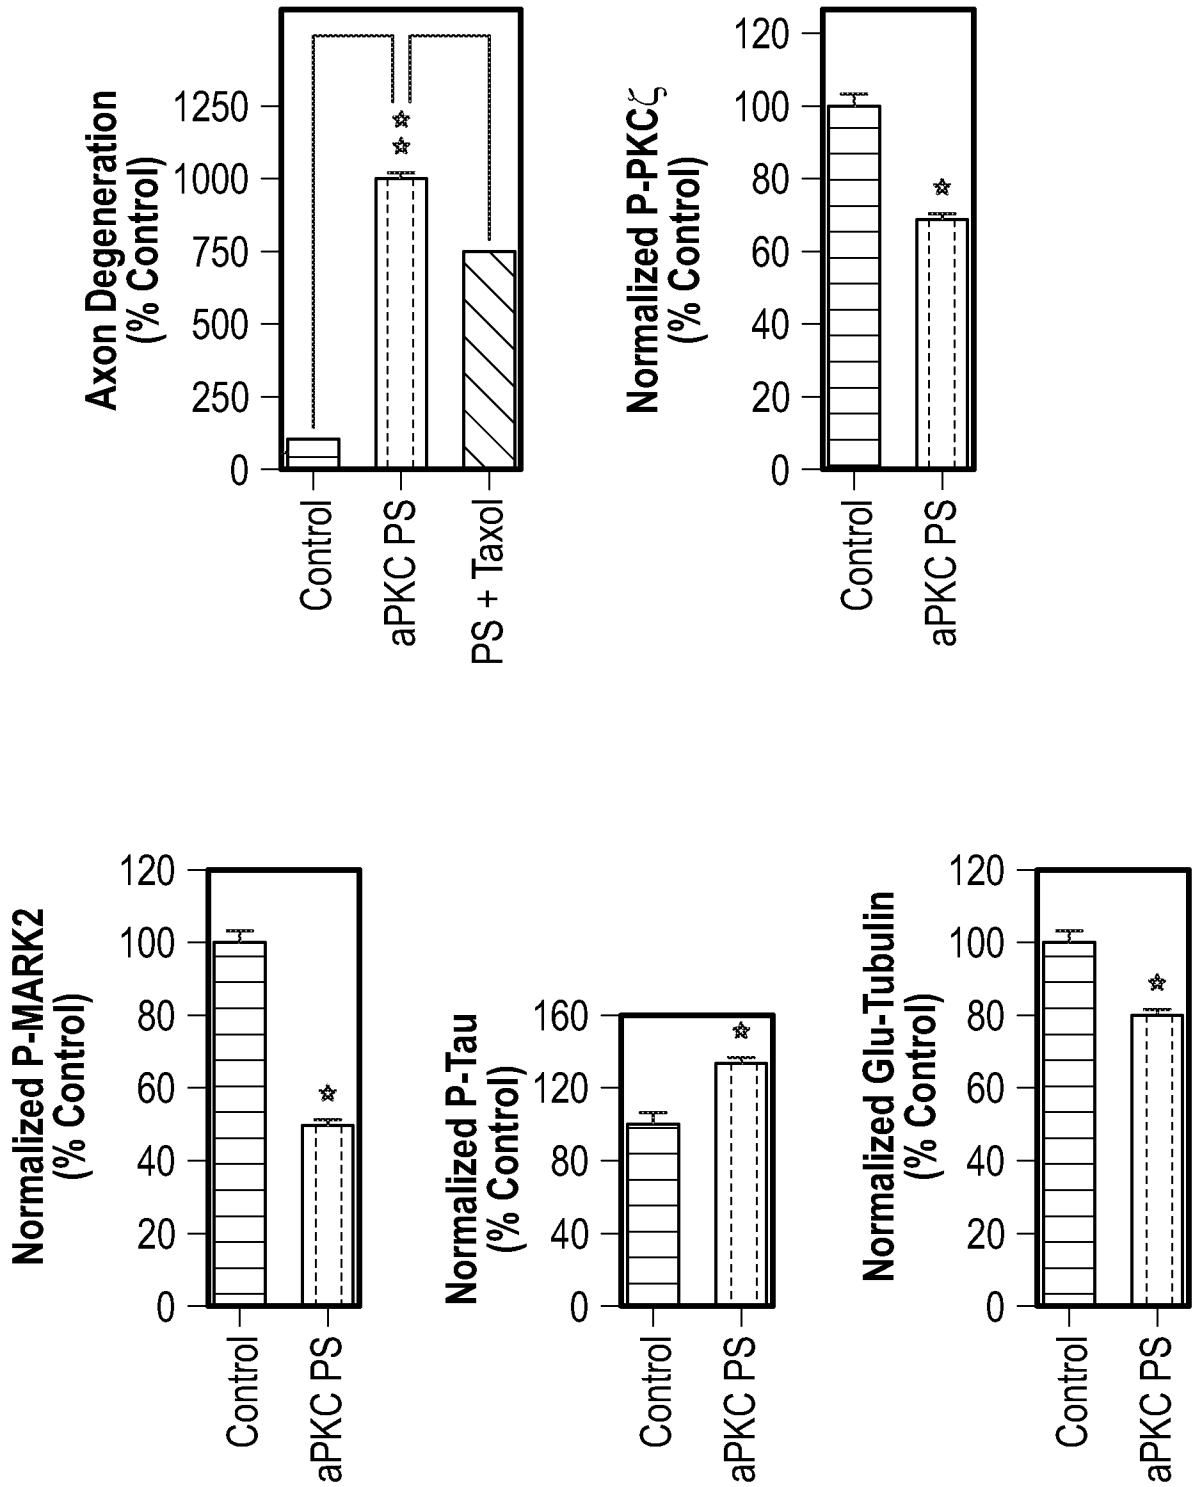 Axon Degeneration
(% Control)
1250
1000
750
500
250
0
Control
aPKC PS
PS + Taxol
Normalized P-PKCζ
(% Control)
120
100
80
60
40
20
0
Control
aPKC PS
Normalized P-MARK2
(% Control)
120
100
80
60
40
20
0
Control
aPKC PS
Normalized P-Tau
(% Control)
160
120
80
40
0
Control
aPKC PS
Normalized Glu-Tubulin
(% Control)
120
100
80
60
40
20
0
Control
aPKC PS